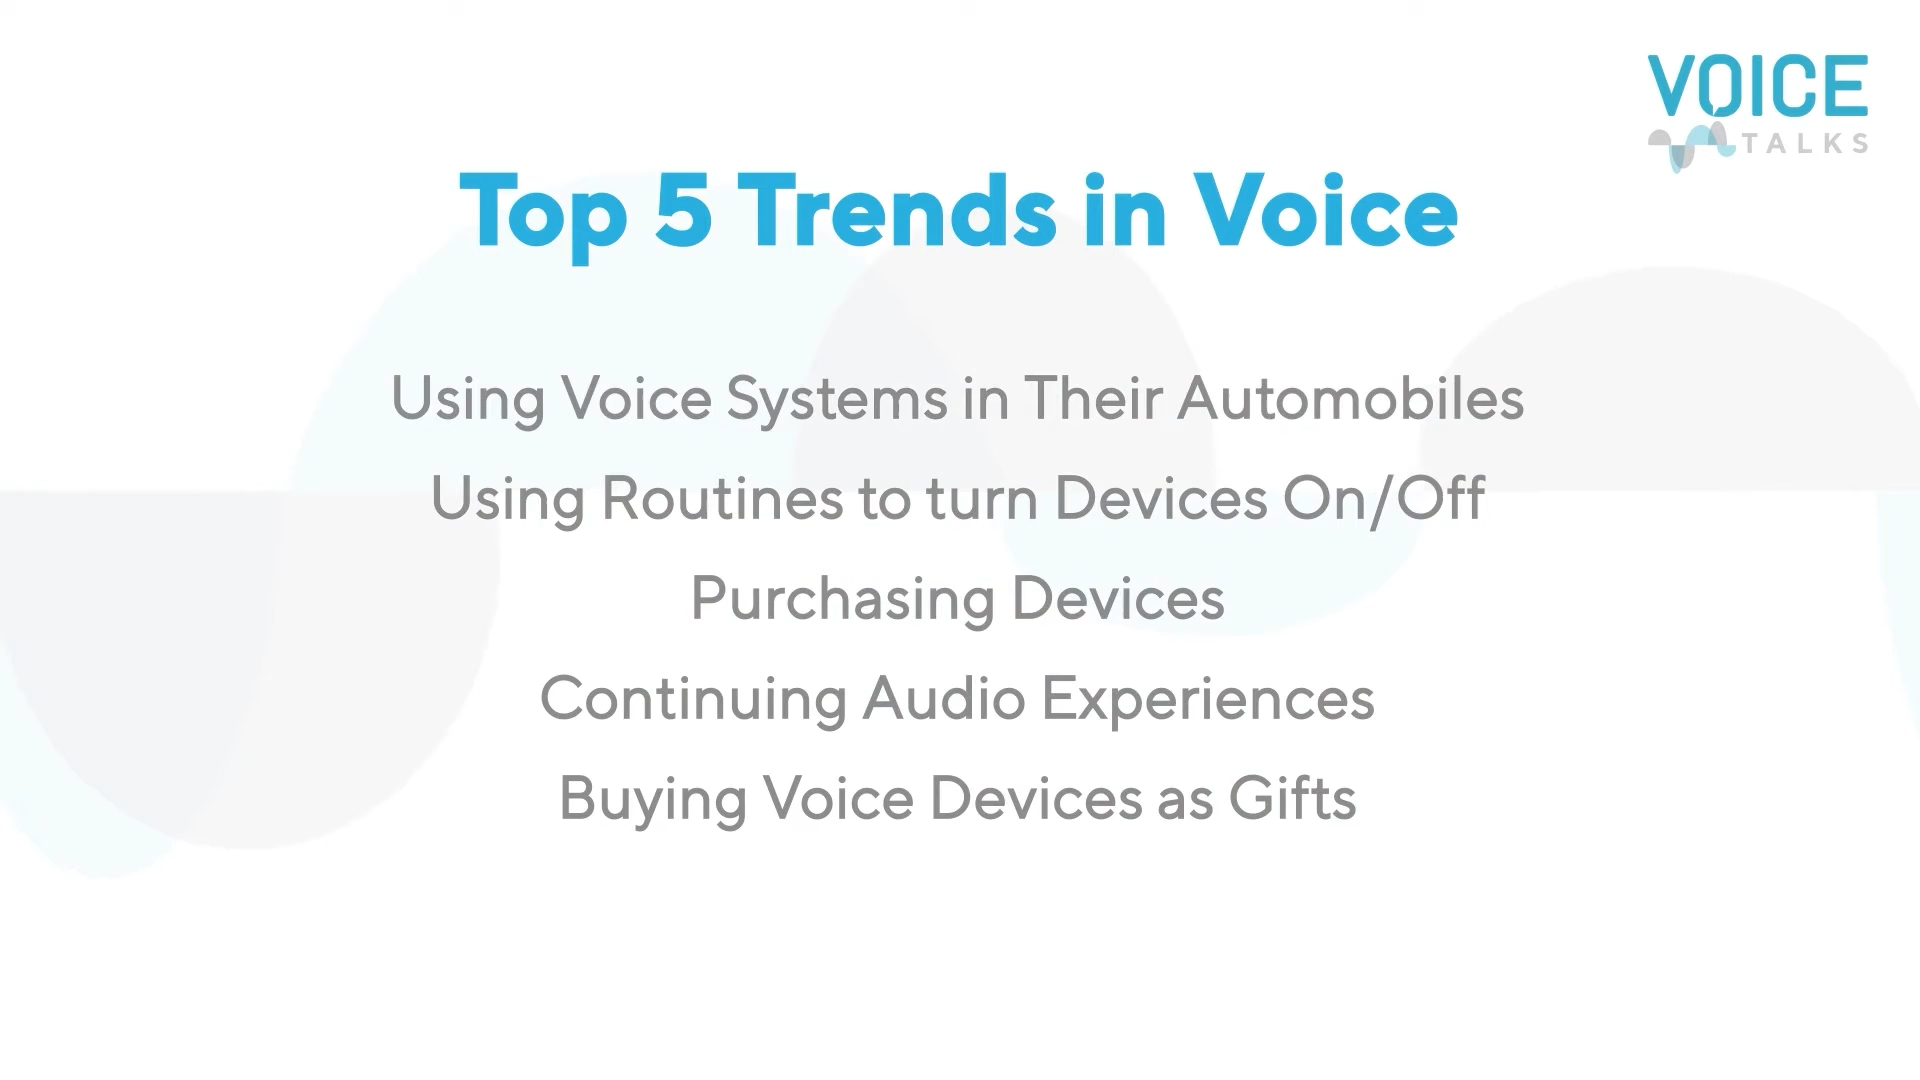 VOICE
TALKS
Top 5 Trends in Voice
Using Voice Systems in Their Automobiles
Using Routines to turn Devices On/Off
Purchasing Devices
Continuing Audio Experiences
Buying Voice Devices as Gifts